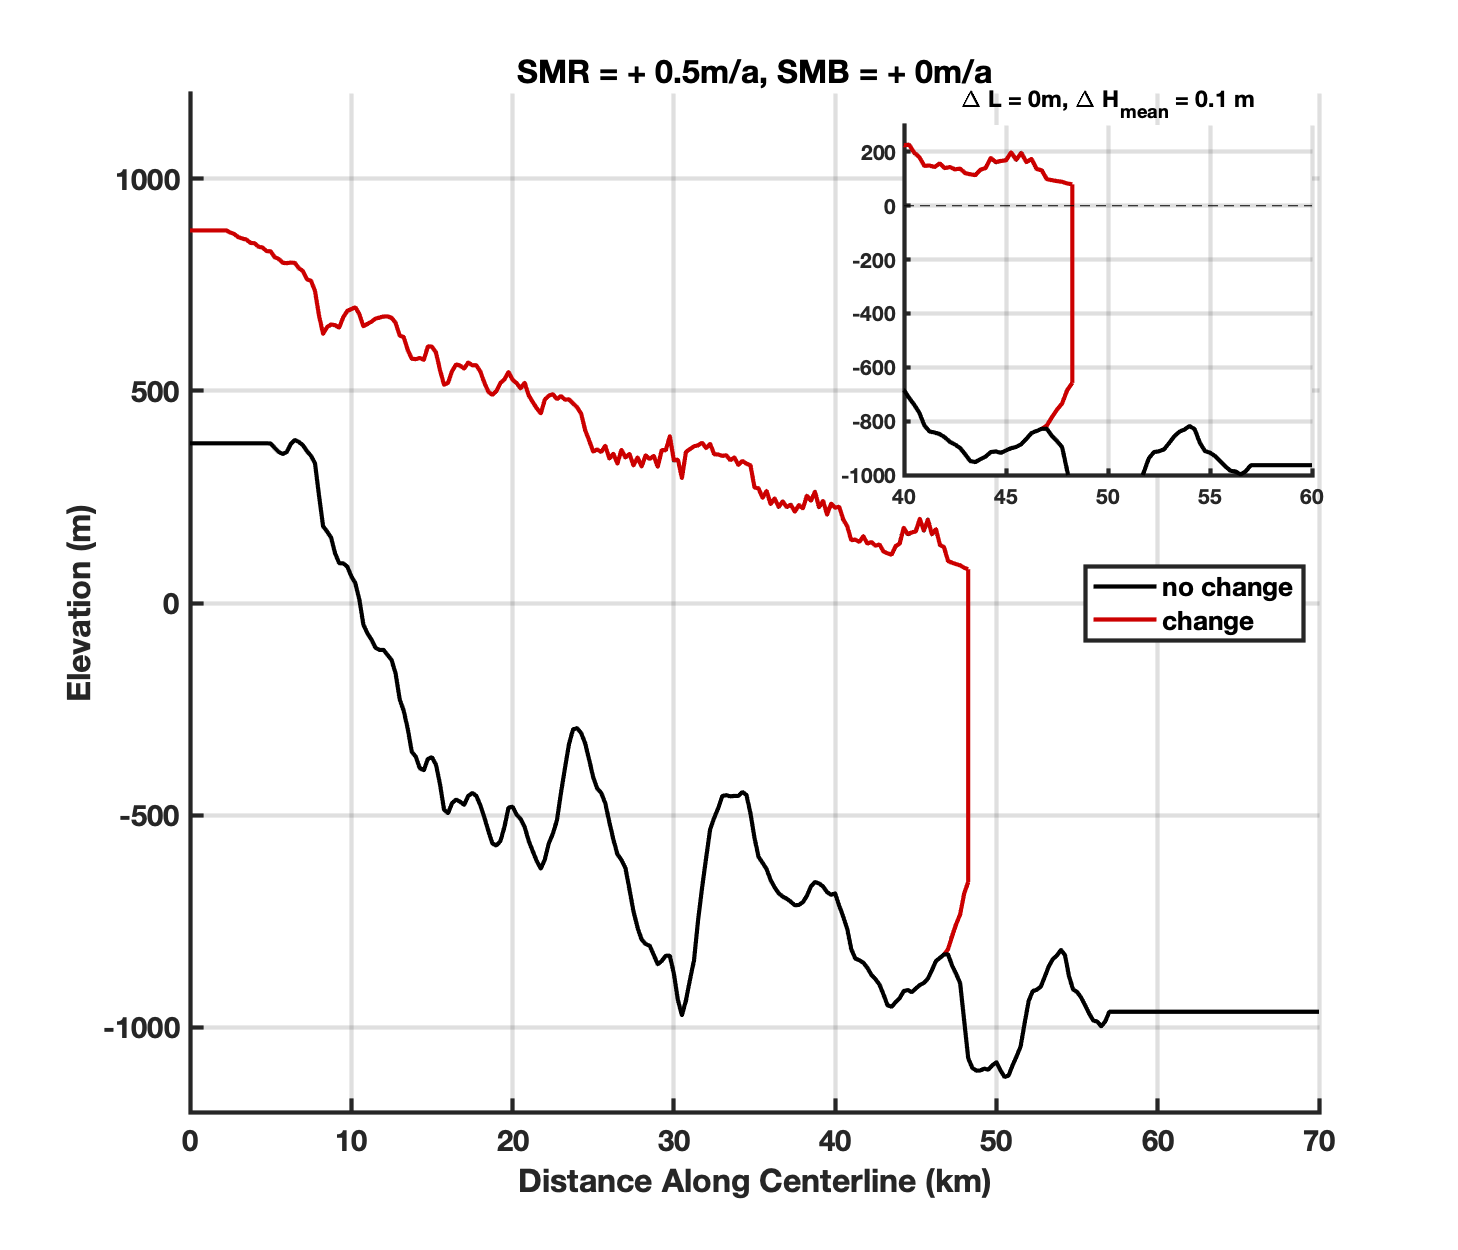 SMR = + 0.5m/a, SMB = + 0m/a
Δ L = 0m, Δ H_mean = 0.1 m
200
0
-200
-400
-600
-800
-1000
40 45 50 55 60
1000
500
0
-500
-1000
Elevation (m)
no change
change
0 10 20 30 40 50 60 70
Distance Along Centerline (km)